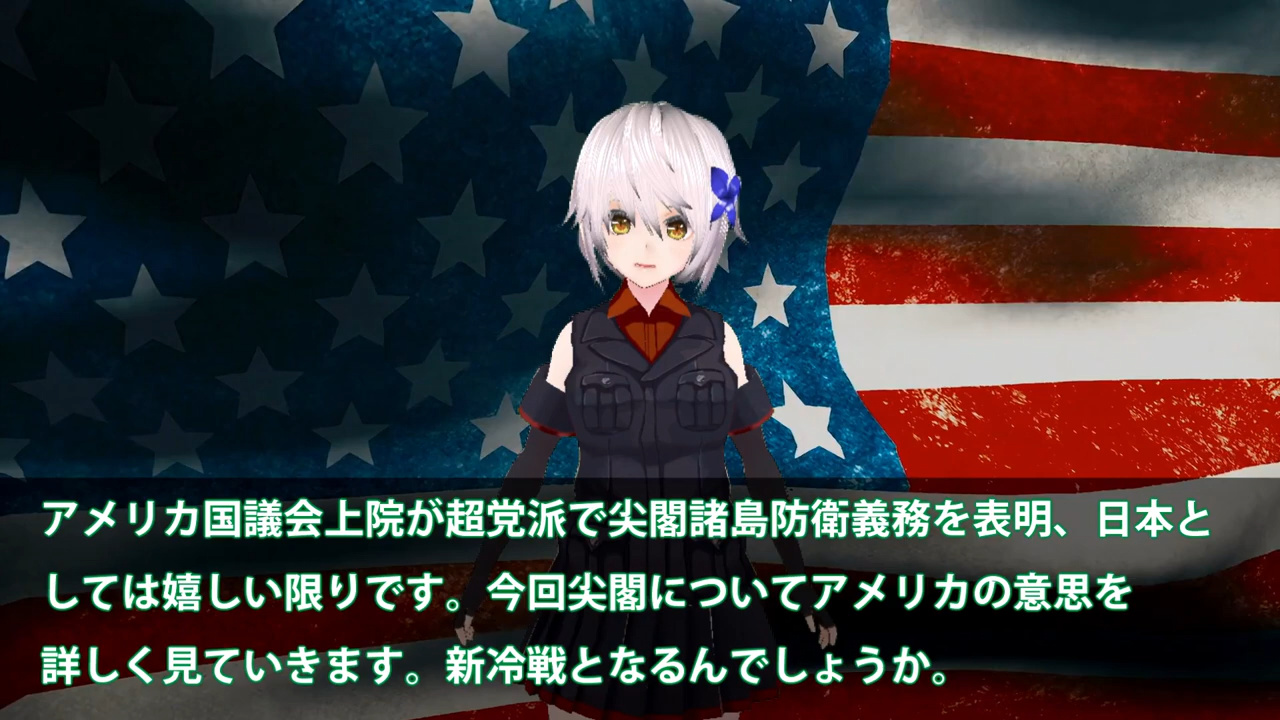 アメリカ国議会上院が超党派で尖閣諸島防衛義務を表明、日本と
しては嬉しい限りです。今回尖閣についてアメリカの意思を
詳しく見ていきます。新冷戦となるんでしょうか。